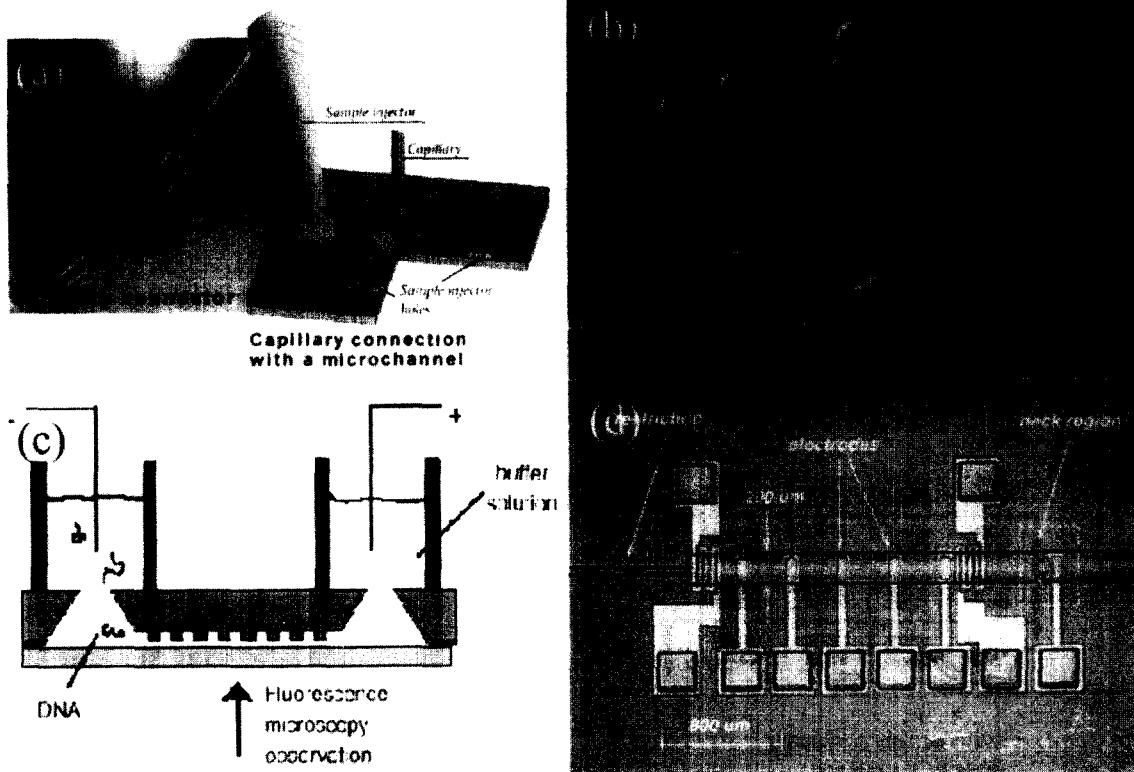 (a)
Sample injector
Capillary
Sample injector
holes
Capillary connection
with a microchannel
(b)
(c)
-
+
buffer
solution
DNA
Fluorescence
microscopy
observation
(d)
neck region
electrodes
200 um
800 um